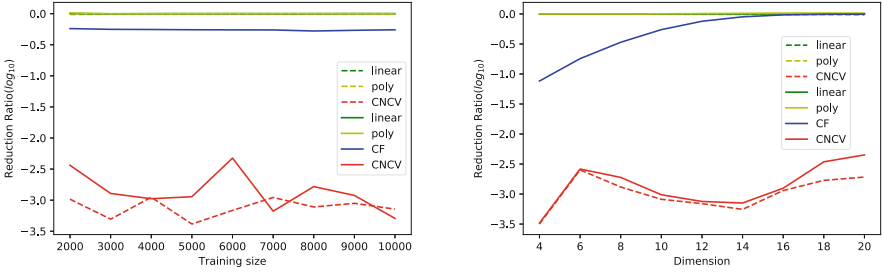 Reduction Ratio(log10)
0.0
−0.5
−1.0
−1.5
−2.0
−2.5
−3.0
−3.5
linear
poly
CNCV
linear
poly
CF
CNCV
2000 3000 4000 5000 6000 7000 8000 9000 10000
Training size
Reduction Ratio(log10)
0.0
−0.5
−1.0
−1.5
−2.0
−2.5
−3.0
−3.5
linear
poly
CNCV
linear
poly
CF
CNCV
4 6 8 10 12 14 16 18 20
Dimension